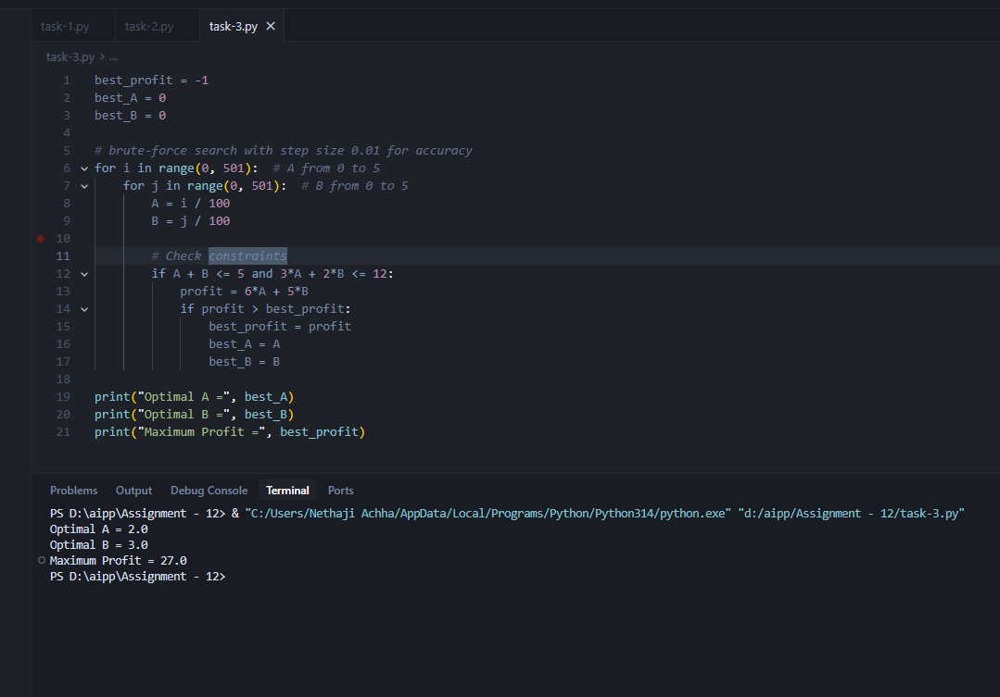 task-1.py task-2.py task-3.py ×
task-3.py > ...
1 best_profit = -1
2 best_A = 0
3 best_B = 0
4
5 # brute-force search with step size 0.01 for accuracy
6 for i in range(0, 501):  # A from 0 to 5
7     for j in range(0, 501):  # B from 0 to 5
8         A = i / 100
9         B = j / 100
10
11         # Check constraints
12         if A + B <= 5 and 3*A + 2*B <= 12:
13             profit = 6*A + 5*B
14             if profit > best_profit:
15                 best_profit = profit
16                 best_A = A
17                 best_B = B
18
19 print("Optimal A =", best_A)
20 print("Optimal B =", best_B)
21 print("Maximum Profit =", best_profit)
Problems Output Debug Console Terminal Ports
PS D:\aipp\Assignment - 12> & "C:/Users/Nethaji Achha/AppData/Local/Programs/Python/Python314/python.exe" "d:/aipp/Assignment - 12/task-3.py"
Optimal A = 2.0
Optimal B = 3.0
Maximum Profit = 27.0
PS D:\aipp\Assignment - 12>